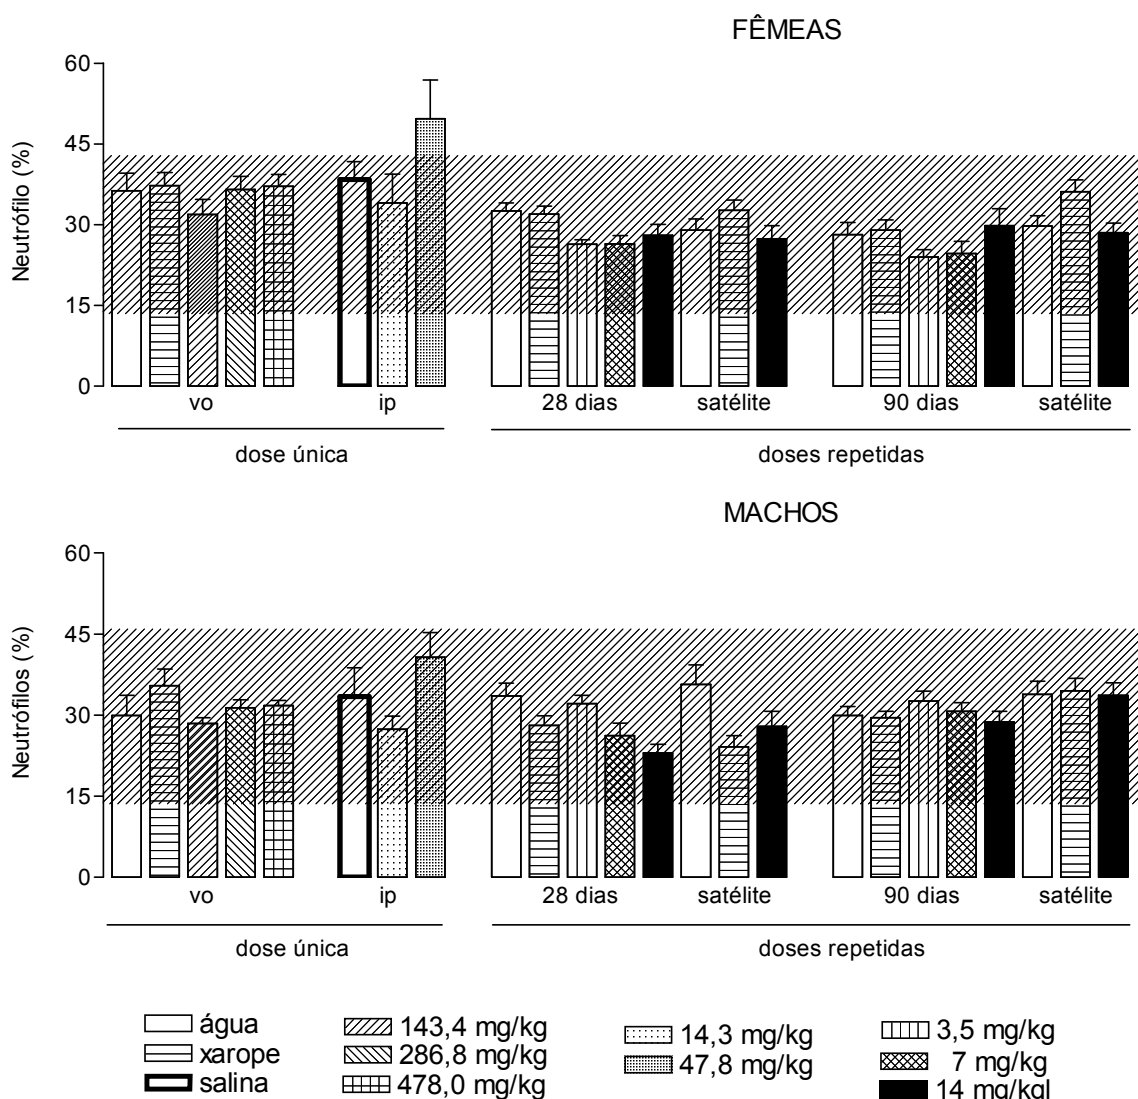 FÊMEAS
Neutrófilo (%)
60
45
30
15
0
vo ip 28 dias satélite 90 dias satélite
dose única doses repetidas
MACHOS
Neutrófilos (%)
60
45
30
15
0
vo ip 28 dias satélite 90 dias satélite
dose única doses repetidas
água 143,4 mg/kg 14,3 mg/kg 3,5 mg/kg
xarope 286,8 mg/kg 47,8 mg/kg 7 mg/kg
salina 478,0 mg/kg 14 mg/kgl